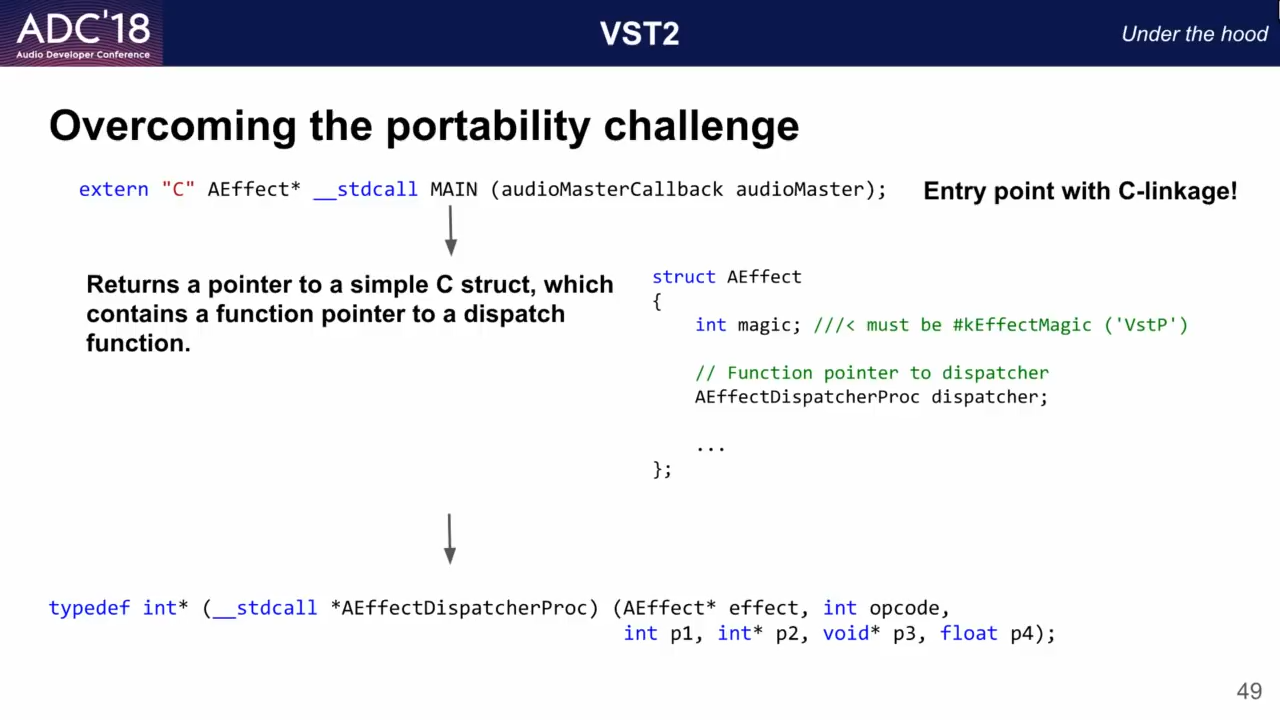 ADC'18
Audio Developer Conference
VST2
Under the hood
Overcoming the portability challenge
extern "C" AEffect* __stdcall MAIN (audioMasterCallback audioMaster);
Entry point with C-linkage!
Returns a pointer to a simple C struct, which
contains a function pointer to a dispatch
function.
struct AEffect
{
int magic; ///< must be #kEffectMagic ('VstP')
// Function pointer to dispatcher
AEffectDispatcherProc dispatcher;
...
};
typedef int* (__stdcall *AEffectDispatcherProc) (AEffect* effect, int opcode,
int p1, int* p2, void* p3, float p4);
49